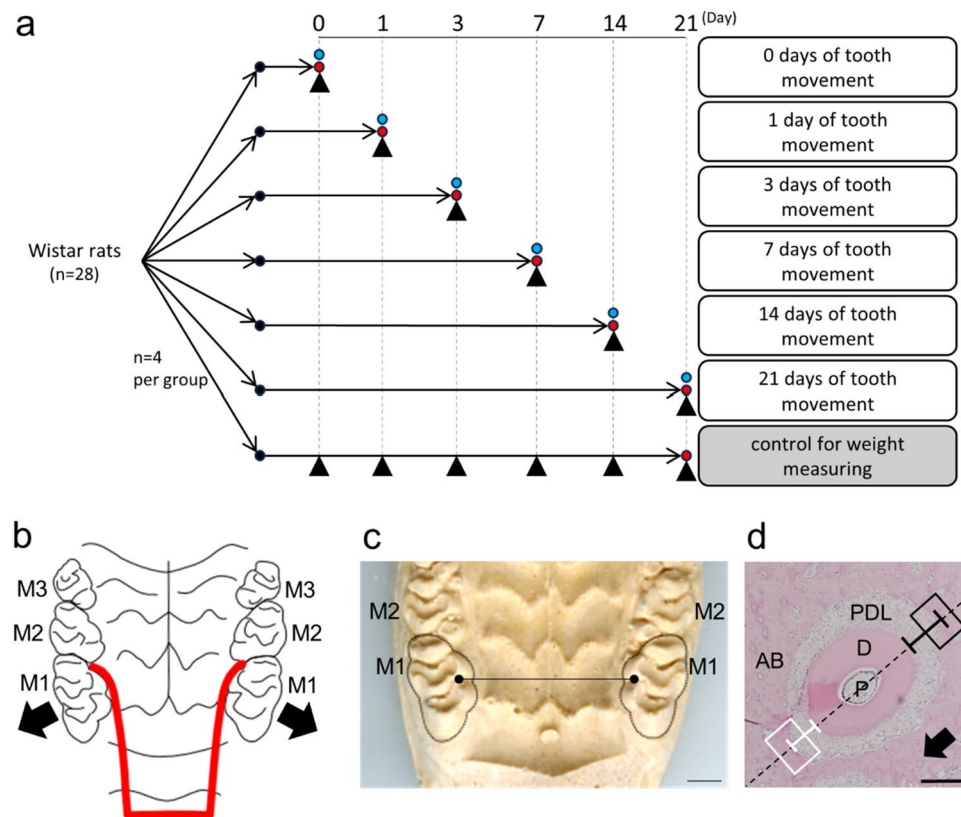 a
0 1 3 7 14 21 (Day)
0 days of tooth
movement
1 day of tooth
movement
3 days of tooth
movement
Wistar rats
(n=28)
7 days of tooth
movement
14 days of tooth
movement
n=4
per group
21 days of tooth
movement
control for weight
measuring
b
M3 M3
M2 M2
M1 M1
c
M2 M2
M1 M1
d
PDL
D
AB
P